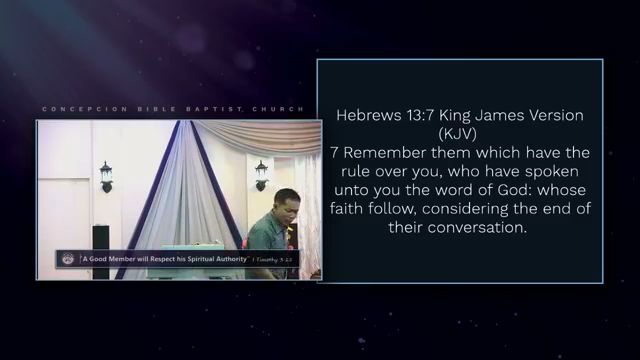 CONCEPCION BIBLE BAPTIST CHURCH
Hebrews 13:7 King James Version
(KJV)
7 Remember them which have the
rule over you, who have spoken
unto you the word of God: whose
faith follow, considering the end of
their conversation.
"A Good Member will Respect his Spiritual Authority" 1 Timothy